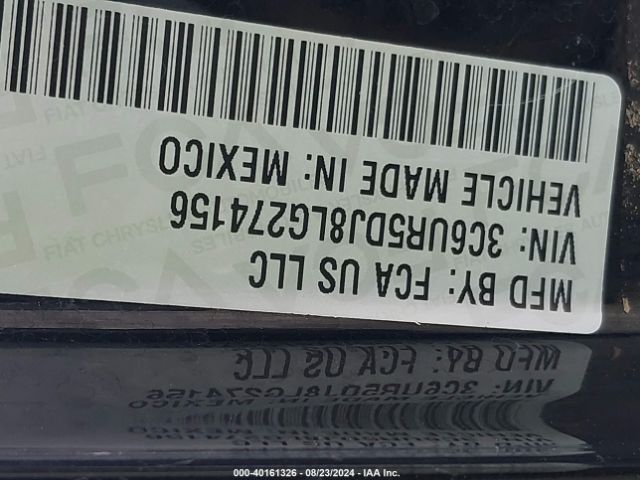 MFD BY: FCA US LLC
VIN: 3C6UR5DJ8LG274156
VEHICLE MADE IN: MEXICO
000-40161326 - 08/23/2024 - IAA Inc.